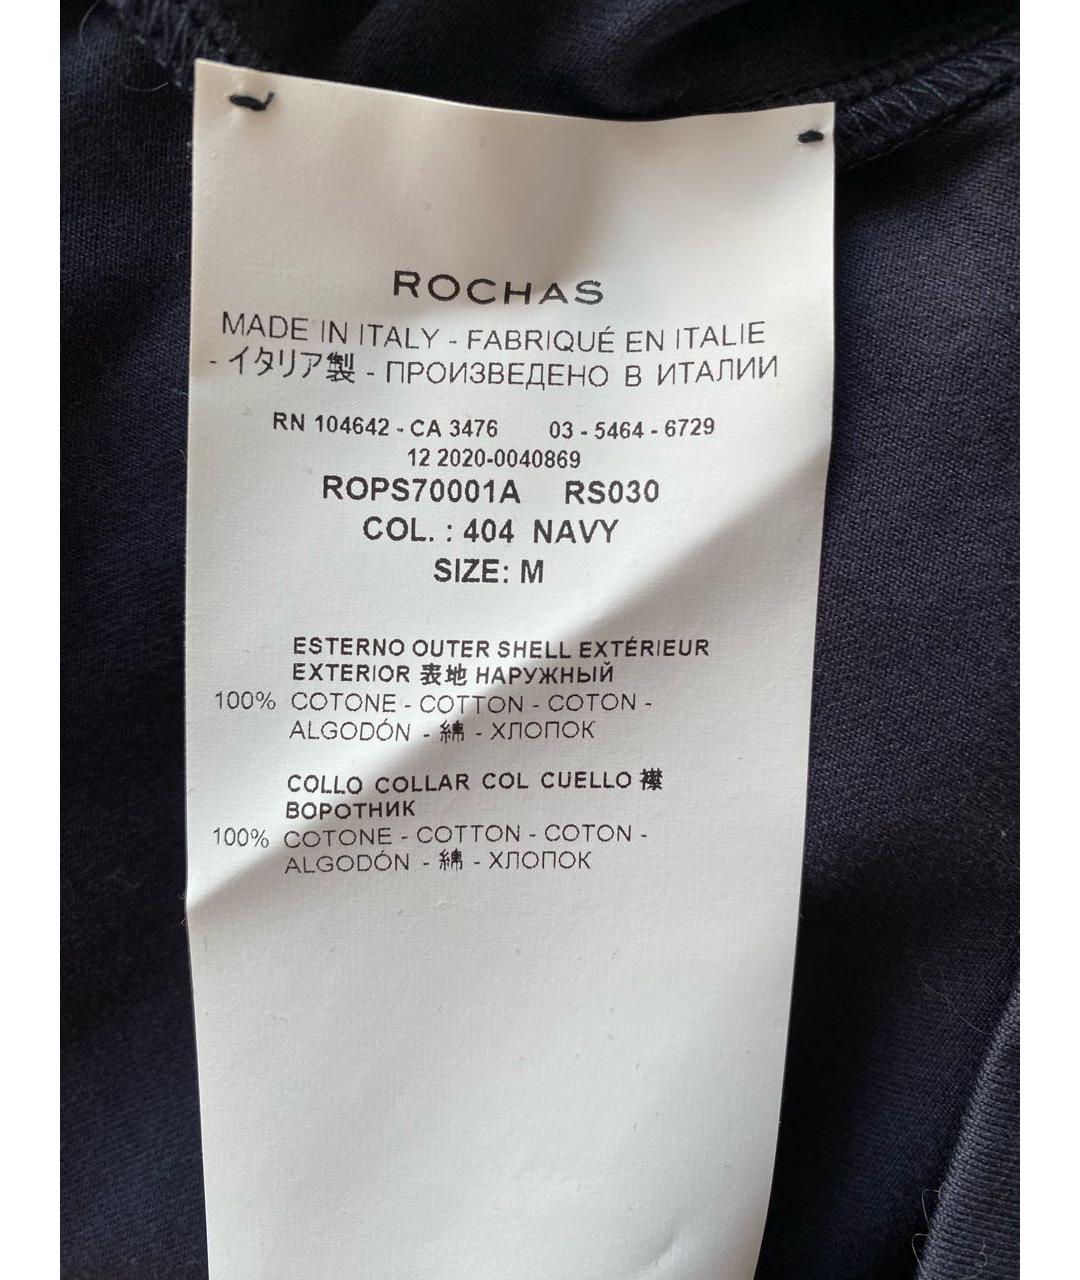 ROCHAS
MADE IN ITALY - FABRIQUÉ EN ITALIE
- イタリア製 - ПРОИЗВЕДЕНО В ИТАЛИИ
RN 104642 - CA 3476 03 - 5464 - 6729
12 2020-0040869
ROPS70001A RS030
COL. : 404 NAVY
SIZE: M
ESTERNO OUTER SHELL EXTÉRIEUR
EXTERIOR 表地 НАРУЖНЫЙ
100% COTONE - COTTON - COTON -
ALGODÓN - 綿 - ХЛОПОК
COLLO COLLAR COL CUELLO 襟
ВОРОТНИК
100% COTONE - COTTON - COTON -
ALGODÓN - 綿 - ХЛОПОК